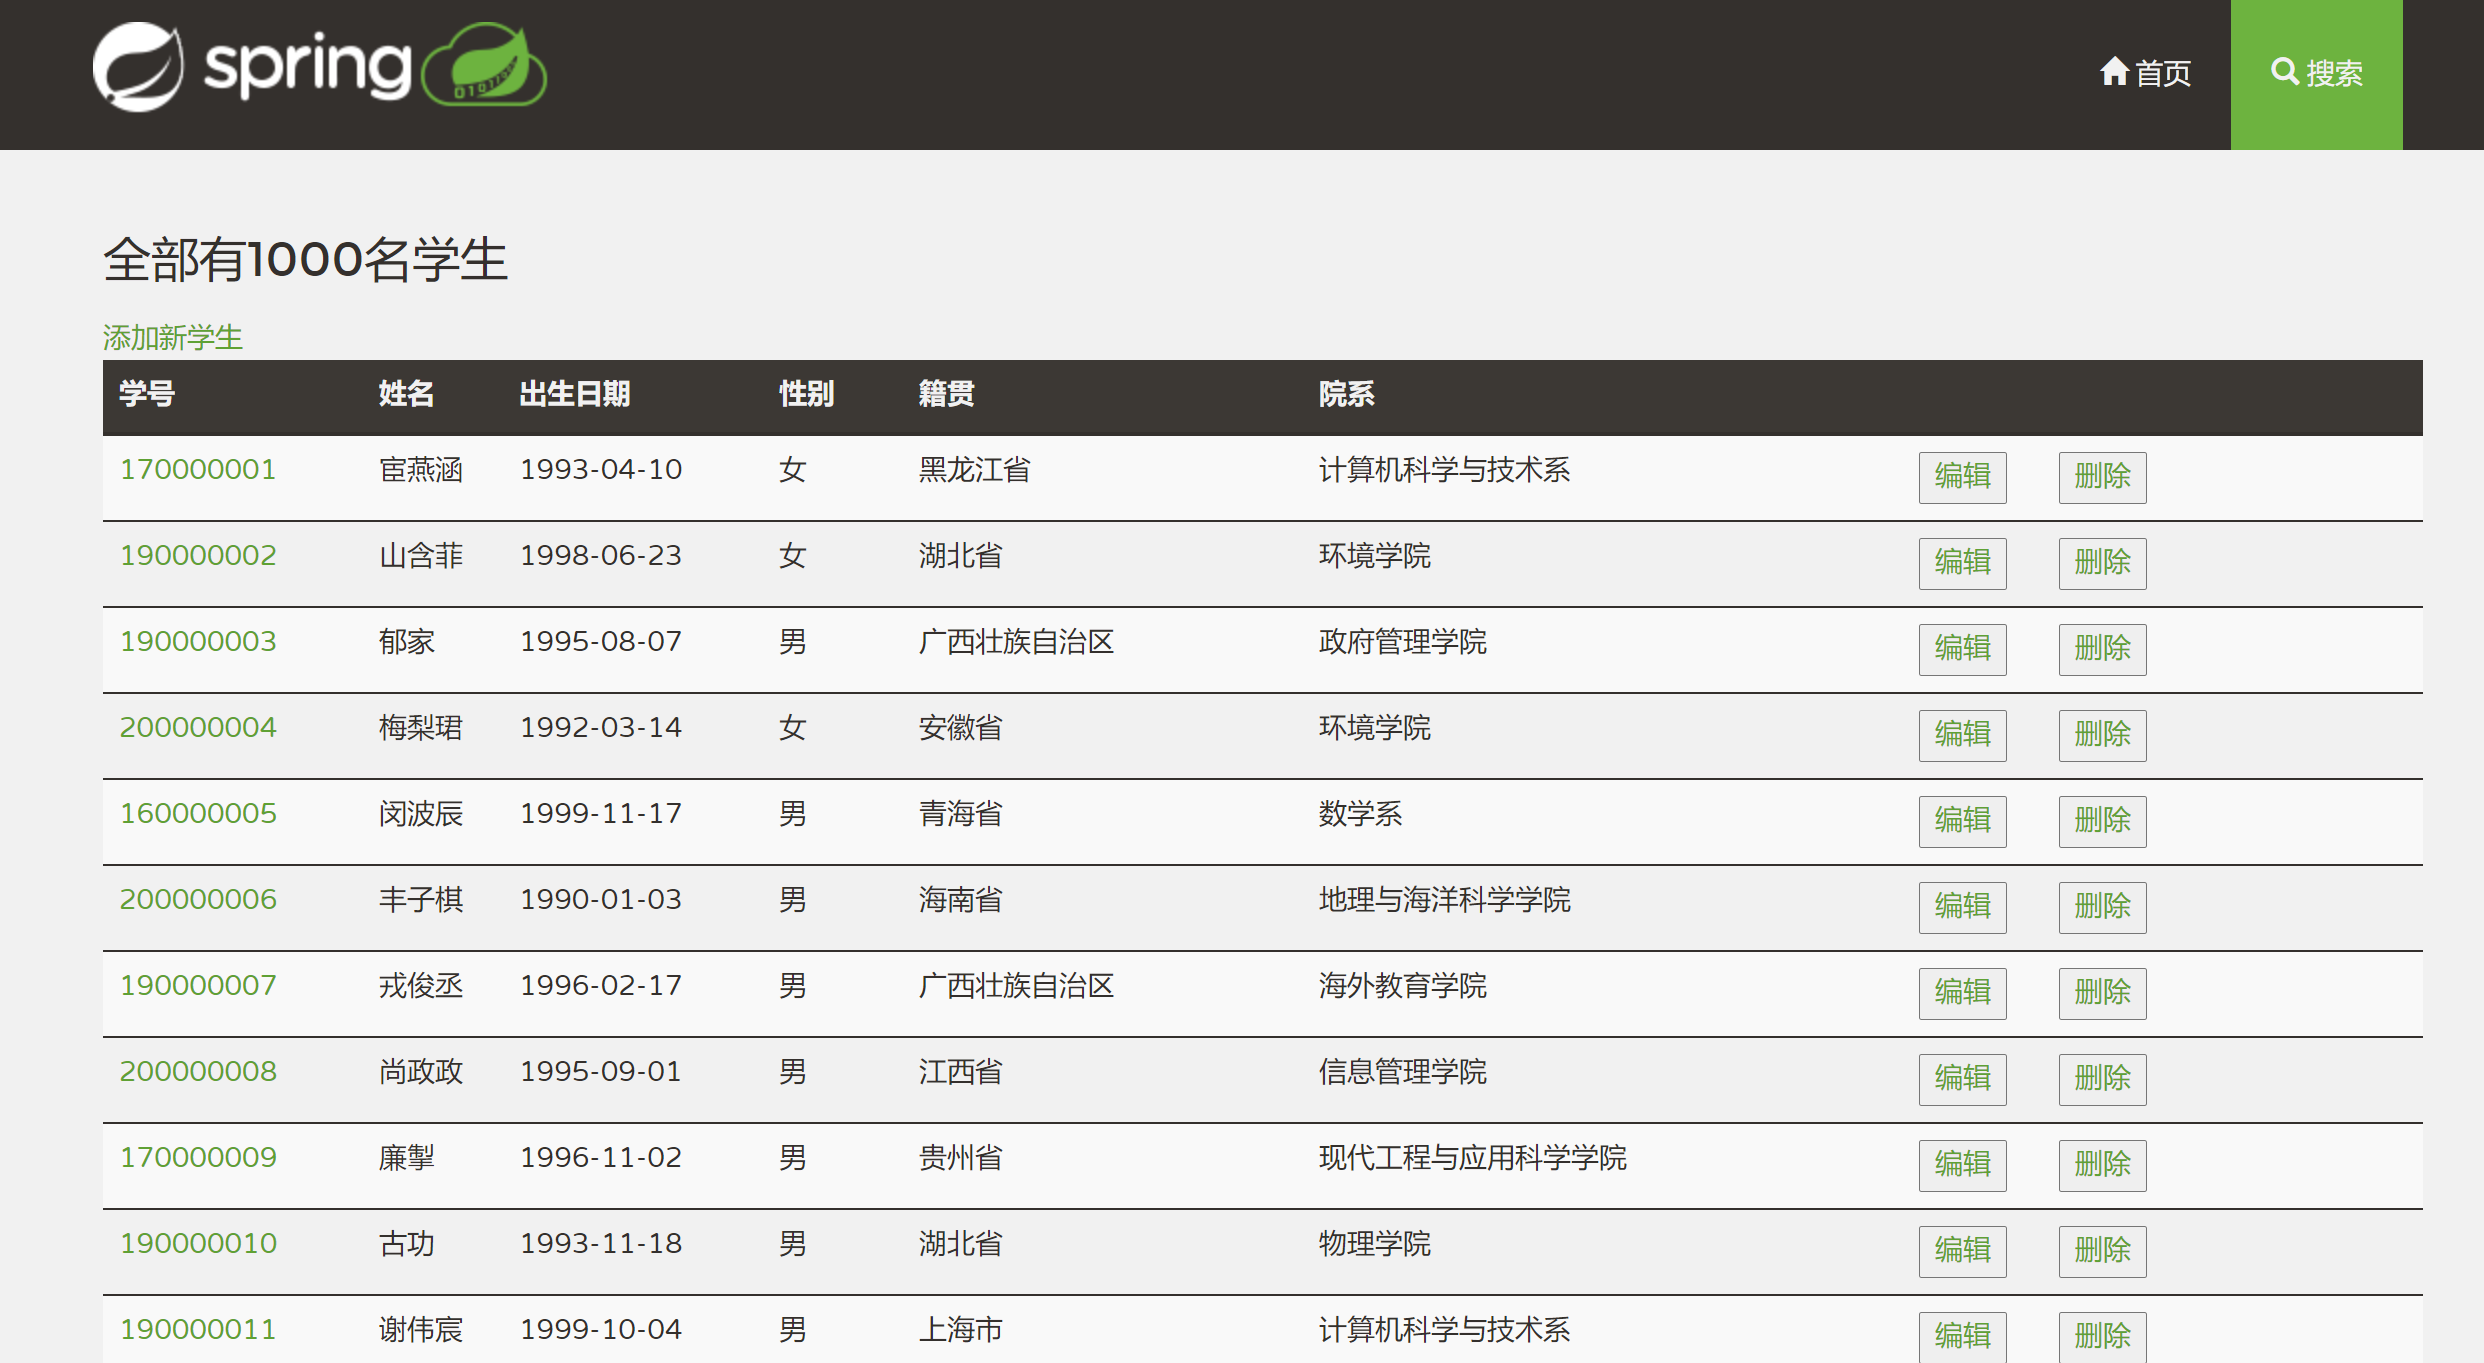 spring
首页 搜索
全部有1000名学生
添加新学生
学号 姓名 出生日期 性别 籍贯 院系
170000001 宦燕涵 1993-04-10 女 黑龙江省 计算机科学与技术系 编辑 删除
190000002 山含菲 1998-06-23 女 湖北省 环境学院 编辑 删除
190000003 郁家 1995-08-07 男 广西壮族自治区 政府管理学院 编辑 删除
200000004 梅梨珺 1992-03-14 女 安徽省 环境学院 编辑 删除
160000005 闵波辰 1999-11-17 男 青海省 数学系 编辑 删除
200000006 丰子棋 1990-01-03 男 海南省 地理与海洋科学学院 编辑 删除
190000007 戎俊丞 1996-02-17 男 广西壮族自治区 海外教育学院 编辑 删除
200000008 尚政政 1995-09-01 男 江西省 信息管理学院 编辑 删除
170000009 廉掣 1996-11-02 男 贵州省 现代工程与应用科学学院 编辑 删除
190000010 古功 1993-11-18 男 湖北省 物理学院 编辑 删除
190000011 谢伟宸 1999-10-04 男 上海市 计算机科学与技术系 编辑 删除